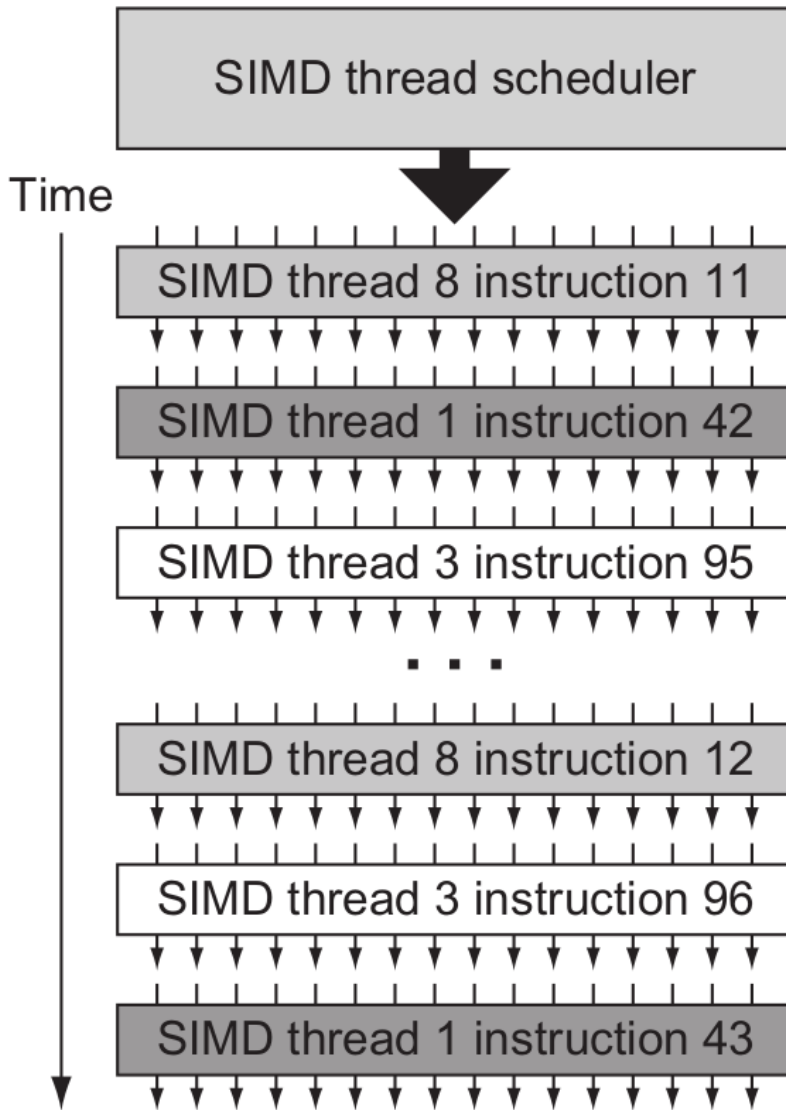 SIMD thread scheduler
Time
SIMD thread 8 instruction 11
SIMD thread 1 instruction 42
SIMD thread 3 instruction 95
. . .
SIMD thread 8 instruction 12
SIMD thread 3 instruction 96
SIMD thread 1 instruction 43